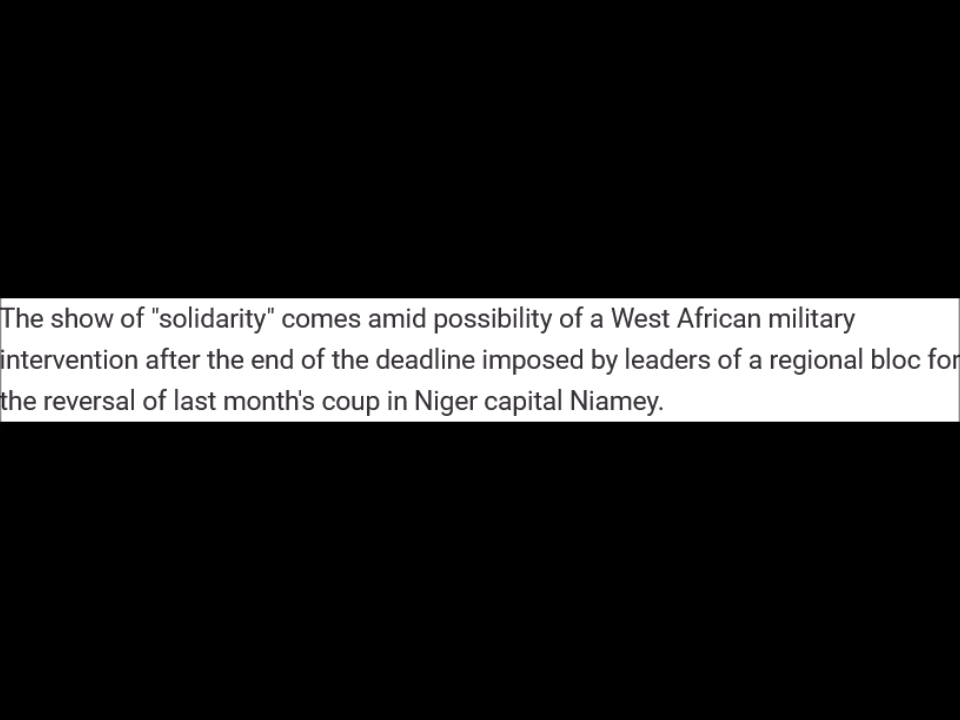 The show of "solidarity" comes amid possibility of a West African military
intervention after the end of the deadline imposed by leaders of a regional bloc for
the reversal of last month's coup in Niger capital Niamey.